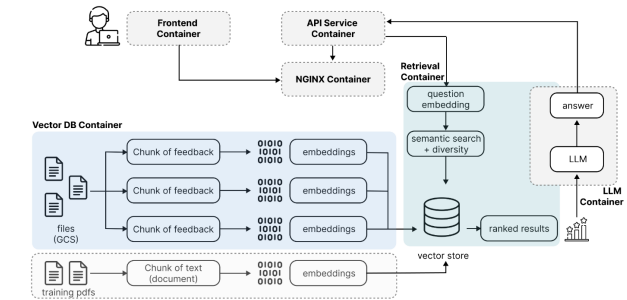 Frontend
Container
API Service
Container
NGINX Container
Retrieval
Container
question
embedding
semantic search
+ diversity
answer
LLM
LLM
Container
Vector DB Container
Chunk of feedback
01010
10101
01010
embeddings
Chunk of feedback
01010
10101
01010
embeddings
Chunk of feedback
01010
10101
01010
embeddings
files
(GCS)
ranked results
vector store
Chunk of text
(document)
01010
10101
01010
embeddings
training pdfs